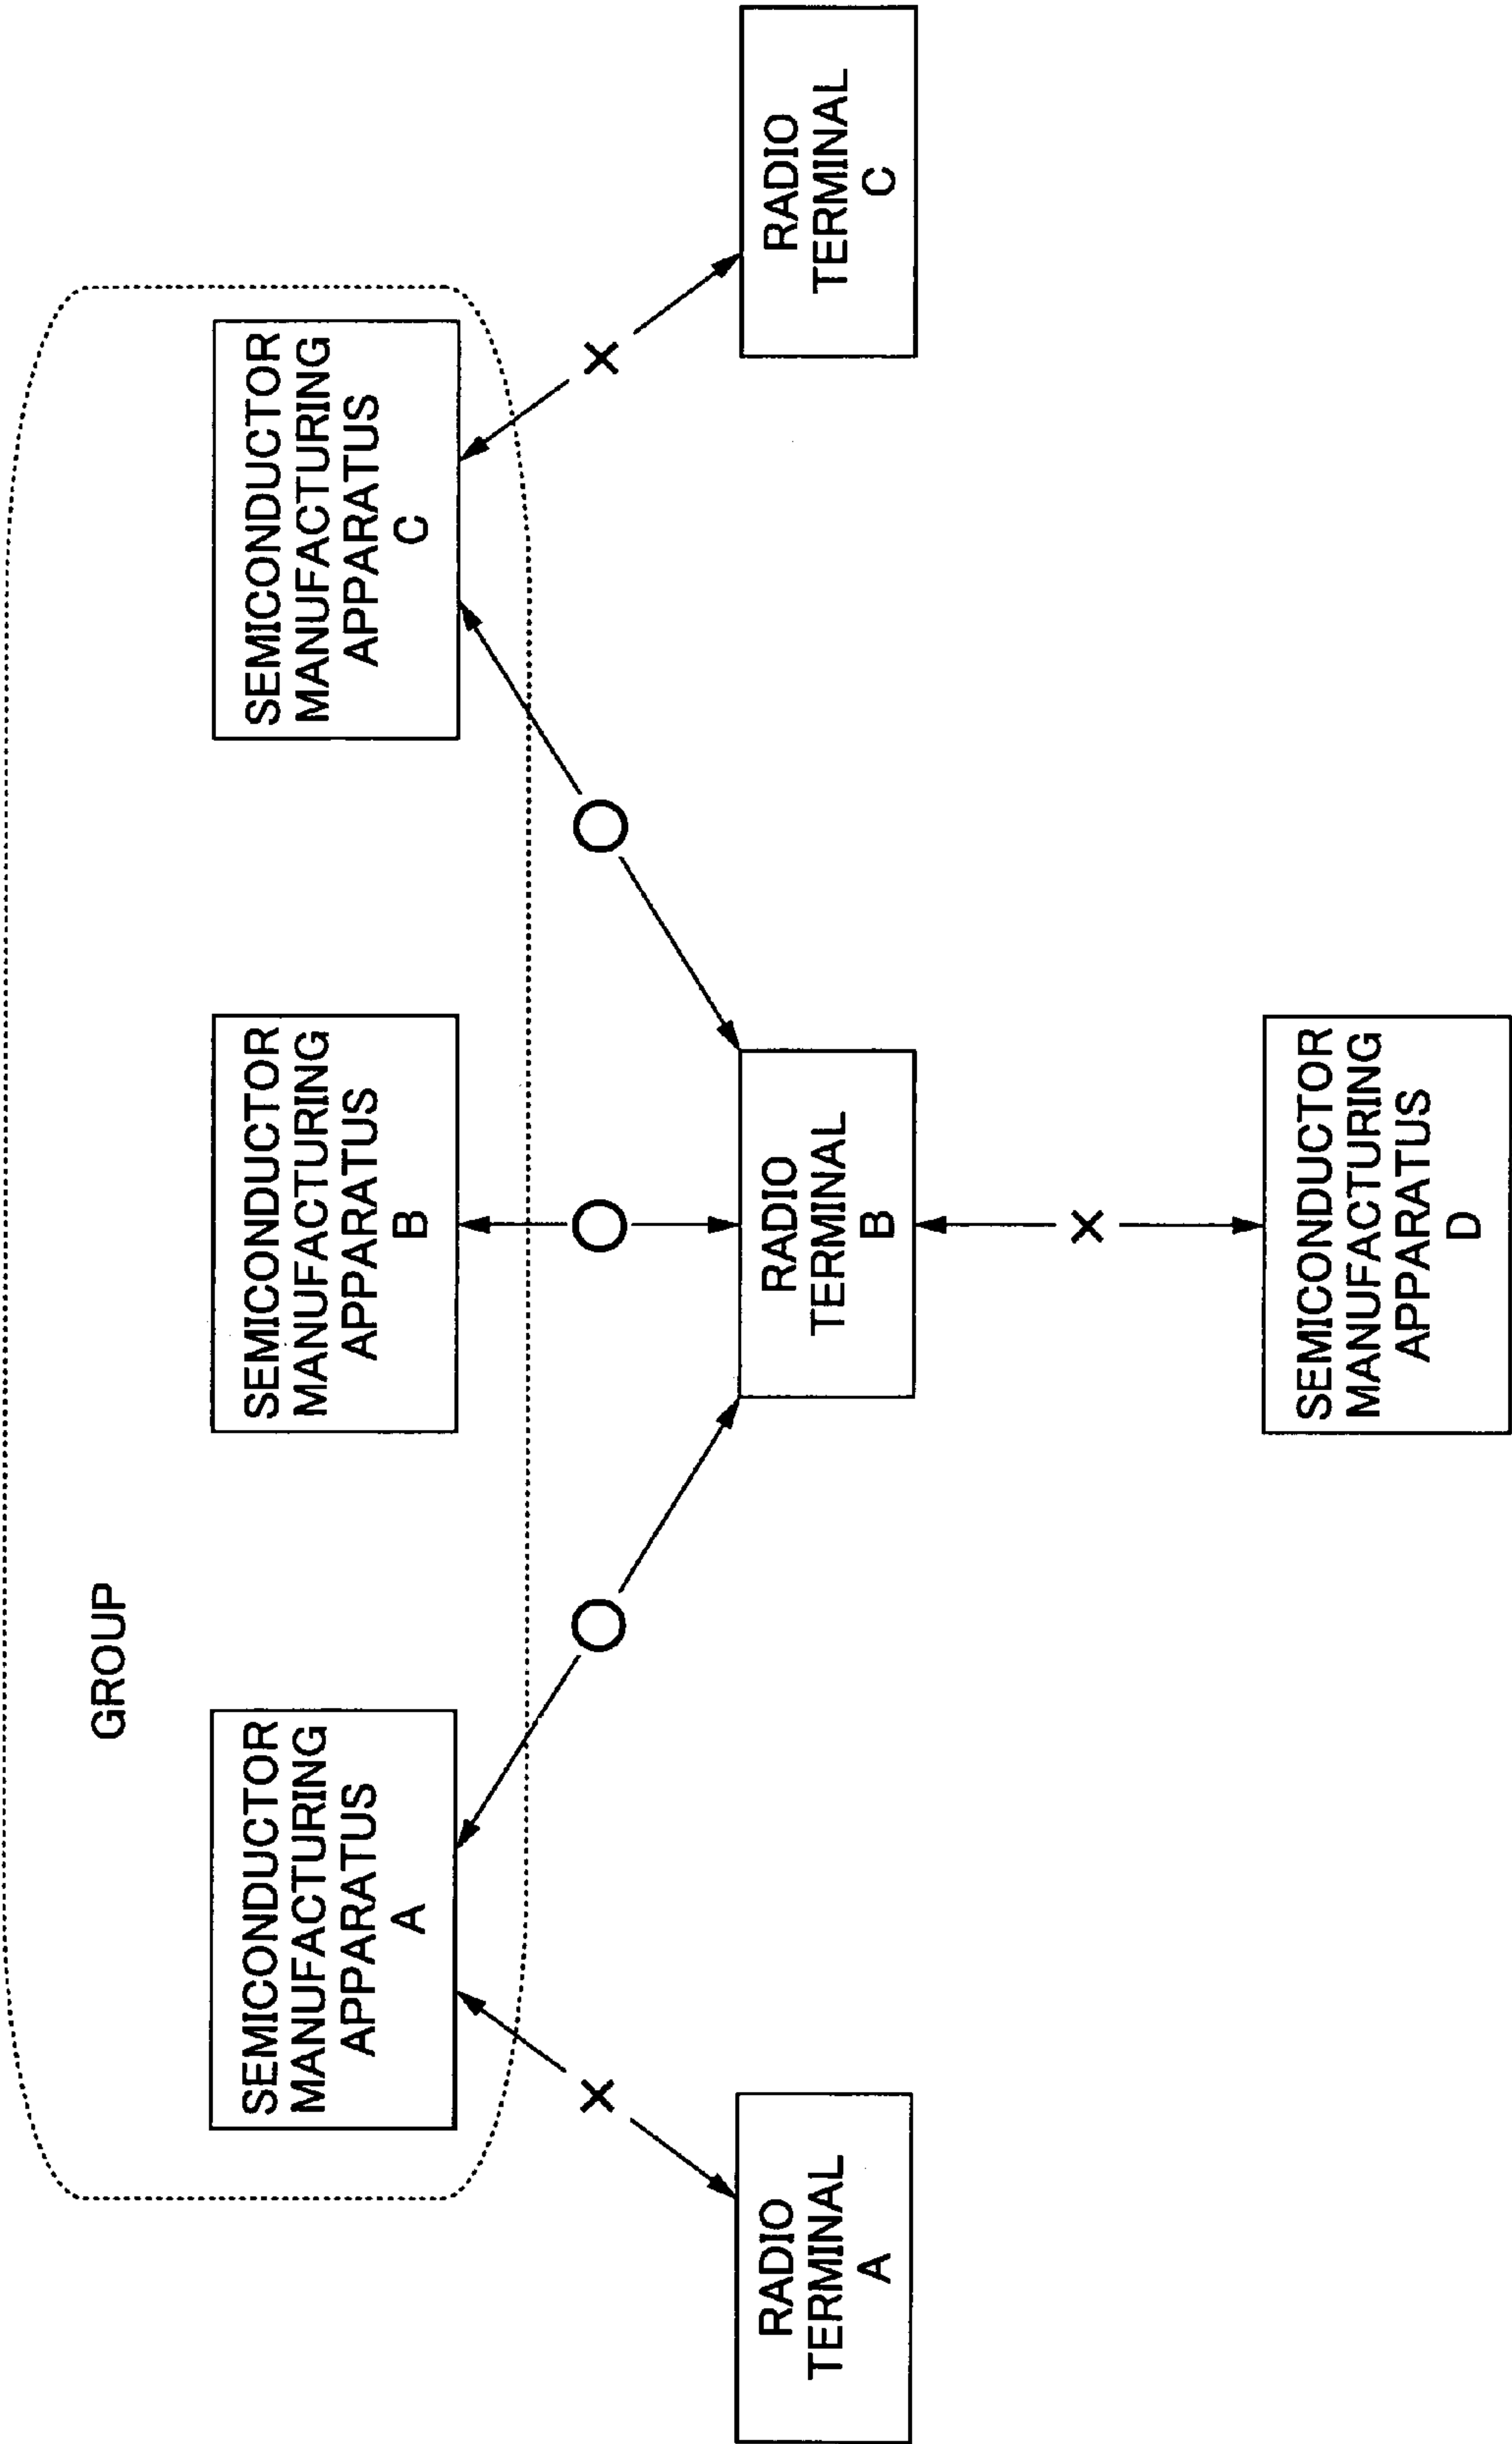 GROUP
SEMICONDUCTOR
MANUFACTURING
APPARATUS
A
SEMICONDUCTOR
MANUFACTURING
APPARATUS
B
SEMICONDUCTOR
MANUFACTURING
APPARATUS
C
RADIO
TERMINAL
A
RADIO
TERMINAL
B
RADIO
TERMINAL
C
SEMICONDUCTOR
MANUFACTURING
APPARATUS
D